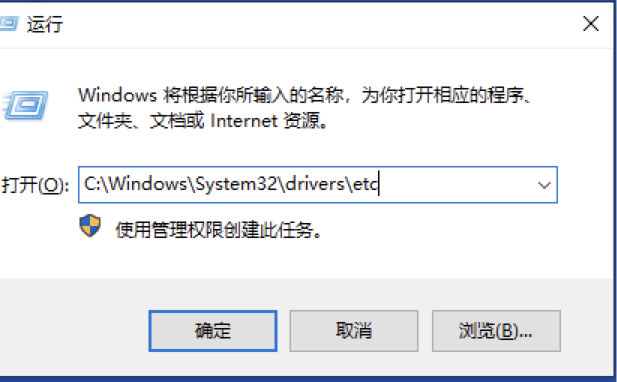 运行
Windows 将根据你所输入的名称，为你打开相应的程序、
文件夹、文档或 Internet 资源。
打开(O): C:\Windows\System32\drivers\etc
使用管理权限创建此任务。
确定 取消 浏览(B)...